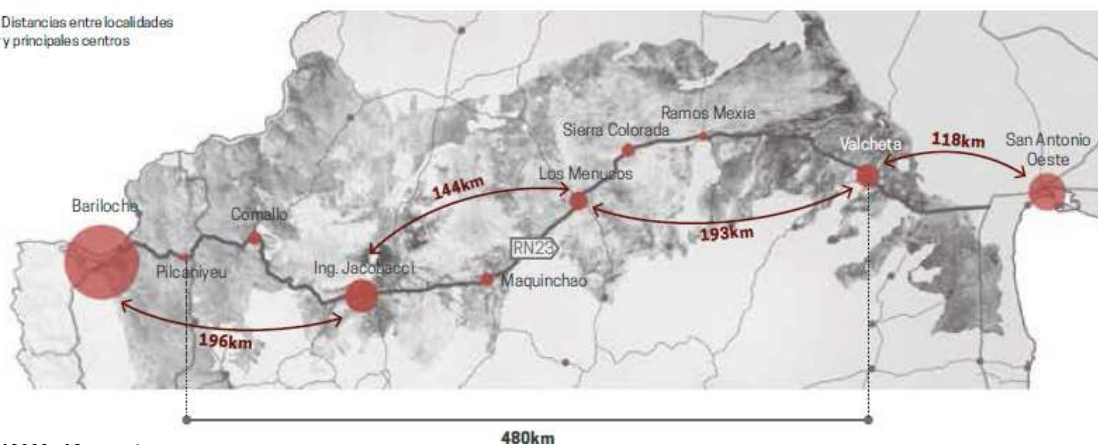 Distancias entre localidades
y principales centros
Ramos Mexia
Sierra Colorada
San Antonio
Oeste
Valcheta
118km
Los Menucos
144km
Bariloche
Comallo
193km
RN23
Pilcaniyeu
Ing. Jacobacci
Maquinchao
196km
480km